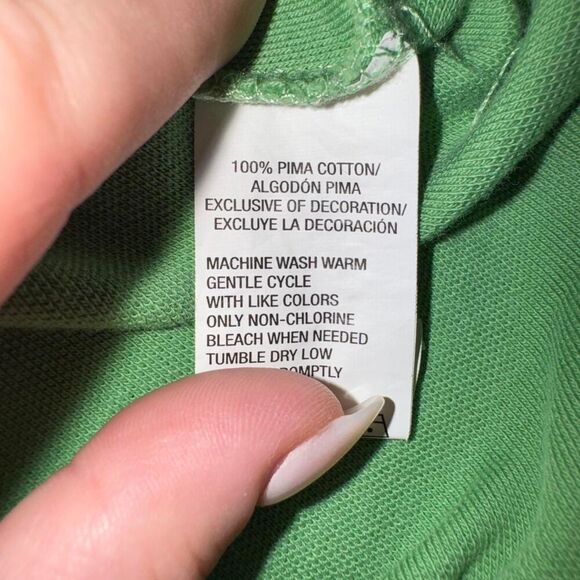 100% PIMA COTTON/
ALGODÓN PIMA
EXCLUSIVE OF DECORATION/
EXCLUYE LA DECORACIÓN
MACHINE WASH WARM
GENTLE CYCLE
WITH LIKE COLORS
ONLY NON-CHLORINE
BLEACH WHEN NEEDED
TUMBLE DRY LOW